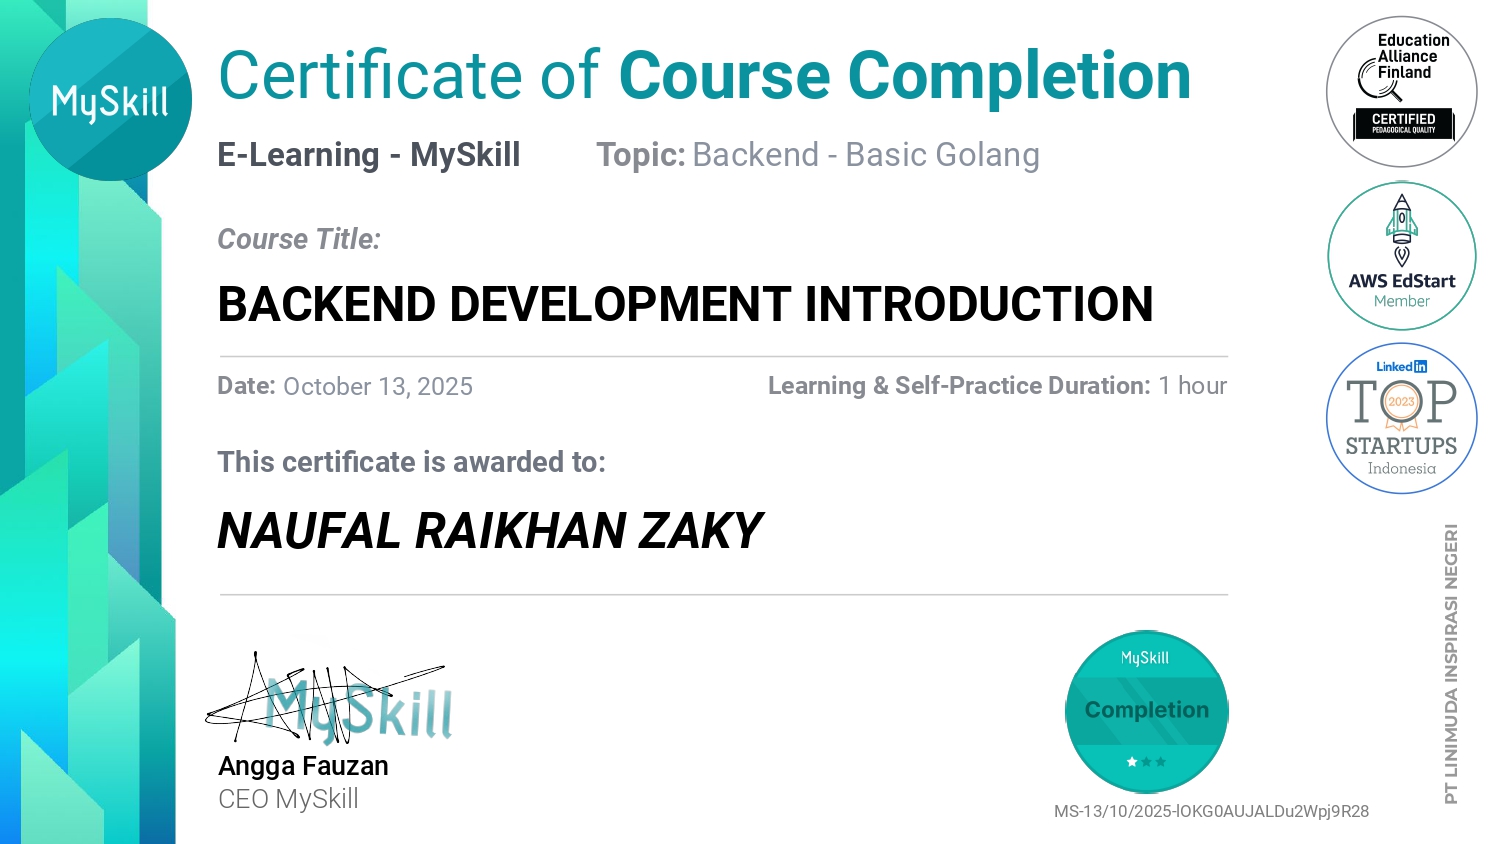 MySkill
Certificate of Course Completion
E-Learning - MySkill Topic: Backend - Basic Golang
Course Title:
BACKEND DEVELOPMENT INTRODUCTION
Date: October 13, 2025 Learning & Self-Practice Duration: 1 hour
This certificate is awarded to:
NAUFAL RAIKHAN ZAKY
MySkill
Angga Fauzan
CEO MySkill
MySkill
Completion
MS-13/10/2025-lOKG0AUJALDu2Wpj9R28
Education
Alliance
Finland
CERTIFIED
PEDAGOGICAL QUALITY
AWS EdStart
Member
Linked in
TOP
2023
STARTUPS
Indonesia
PT LINIMUDA INSPIRASI NEGERI